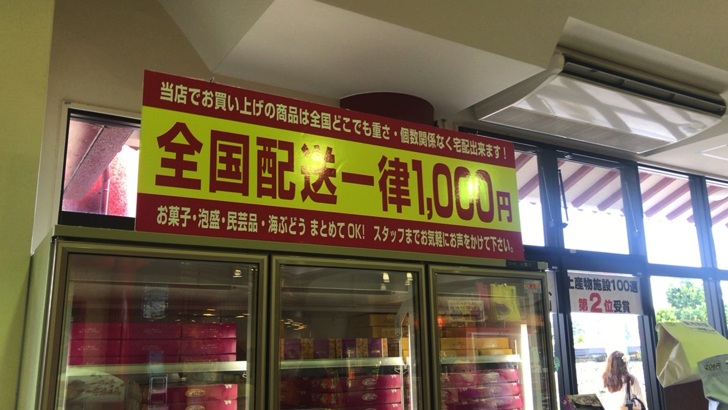 当店でお買い上げの商品は全国どこでも重さ・個数関係なく宅配出来ます！
全国配送一律1,000円
お菓子・泡盛・民芸品・海ぶどう まとめてOK! スタッフまでお気軽にお声をかけて下さい。
土産物施設100選
第2位受賞